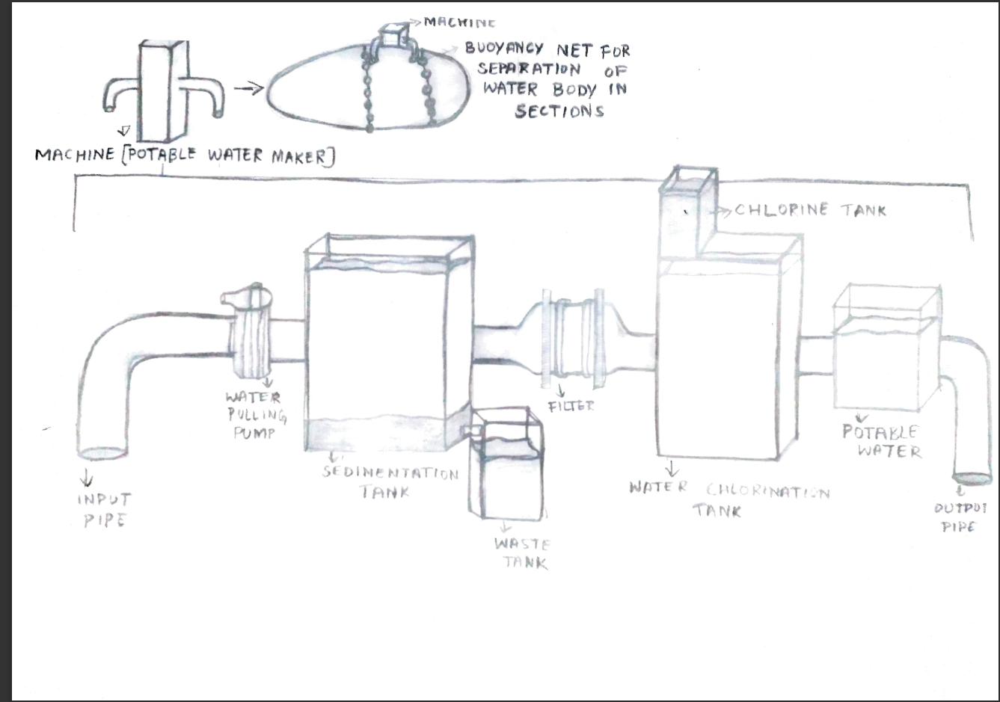 MACHINE
BUOYANCY NET FOR
SEPARATION OF
WATER BODY IN
SECTIONS
MACHINE [POTABLE WATER MAKER]
CHLORINE TANK
WATER
PULLING
PUMP
FILTER
SEDIMENTATION
TANK
INPUT
PIPE
WASTE
TANK
WATER CHLORINATION
TANK
POTABLE
WATER
OUTPUT
PIPE